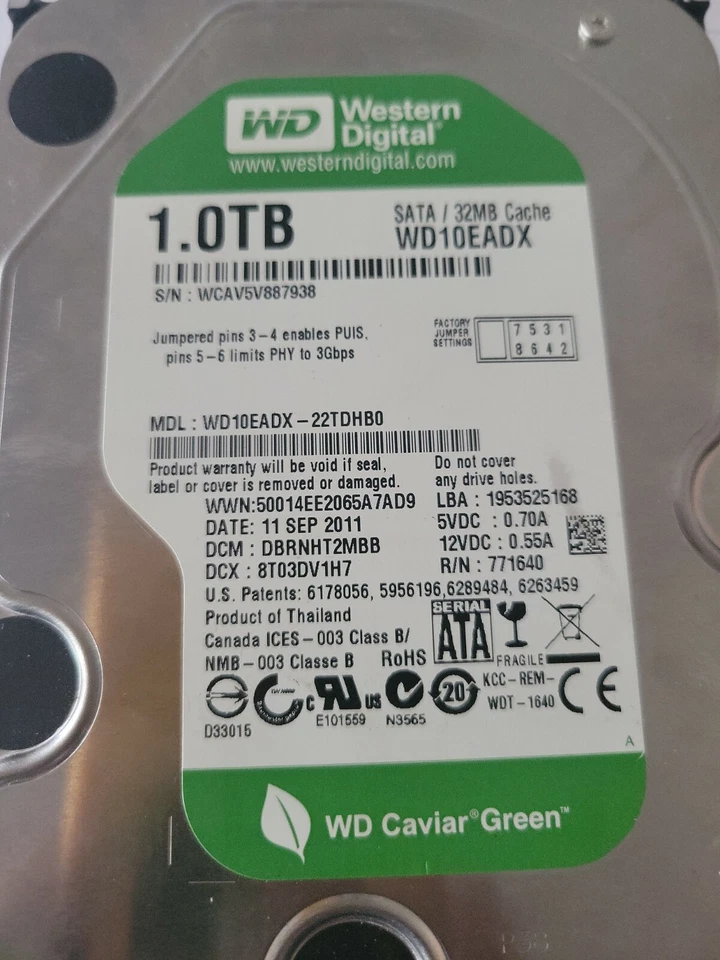 WD Western
Digital®
www.westerndigital.com
1.0TB
SATA / 32MB Cache
WD10EADX
S/N : WCAV5V887938
Jumpered pins 3-4 enables PUIS,
pins 5-6 limits PHY to 3Gbps
FACTORY
JUMPER
SETTINGS
7 5 3 1
8 6 4 2
MDL : WD10EADX-22TDHB0
Product warranty will be void if seal,
label or cover is removed or damaged.
Do not cover
any drive holes.
WWN:50014EE2065A7AD9
LBA : 1953525168
DATE: 11 SEP 2011
5VDC : 0.70A
DCM : DBRNHT2MBB
12VDC : 0.55A
DCX : 8T03DV1H7
R/N : 771640
U.S. Patents: 6178056, 5956196,6289484, 6263459
Product of Thailand
Canada ICES-003 Class B/
NMB-003 Classe B
RoHS
SERIAL
ATA
FRAGILE
D33015
c RU us
E101559
N3565
20
KCC-REM-
WDT-1640
CE
A
WD Caviar® Green™